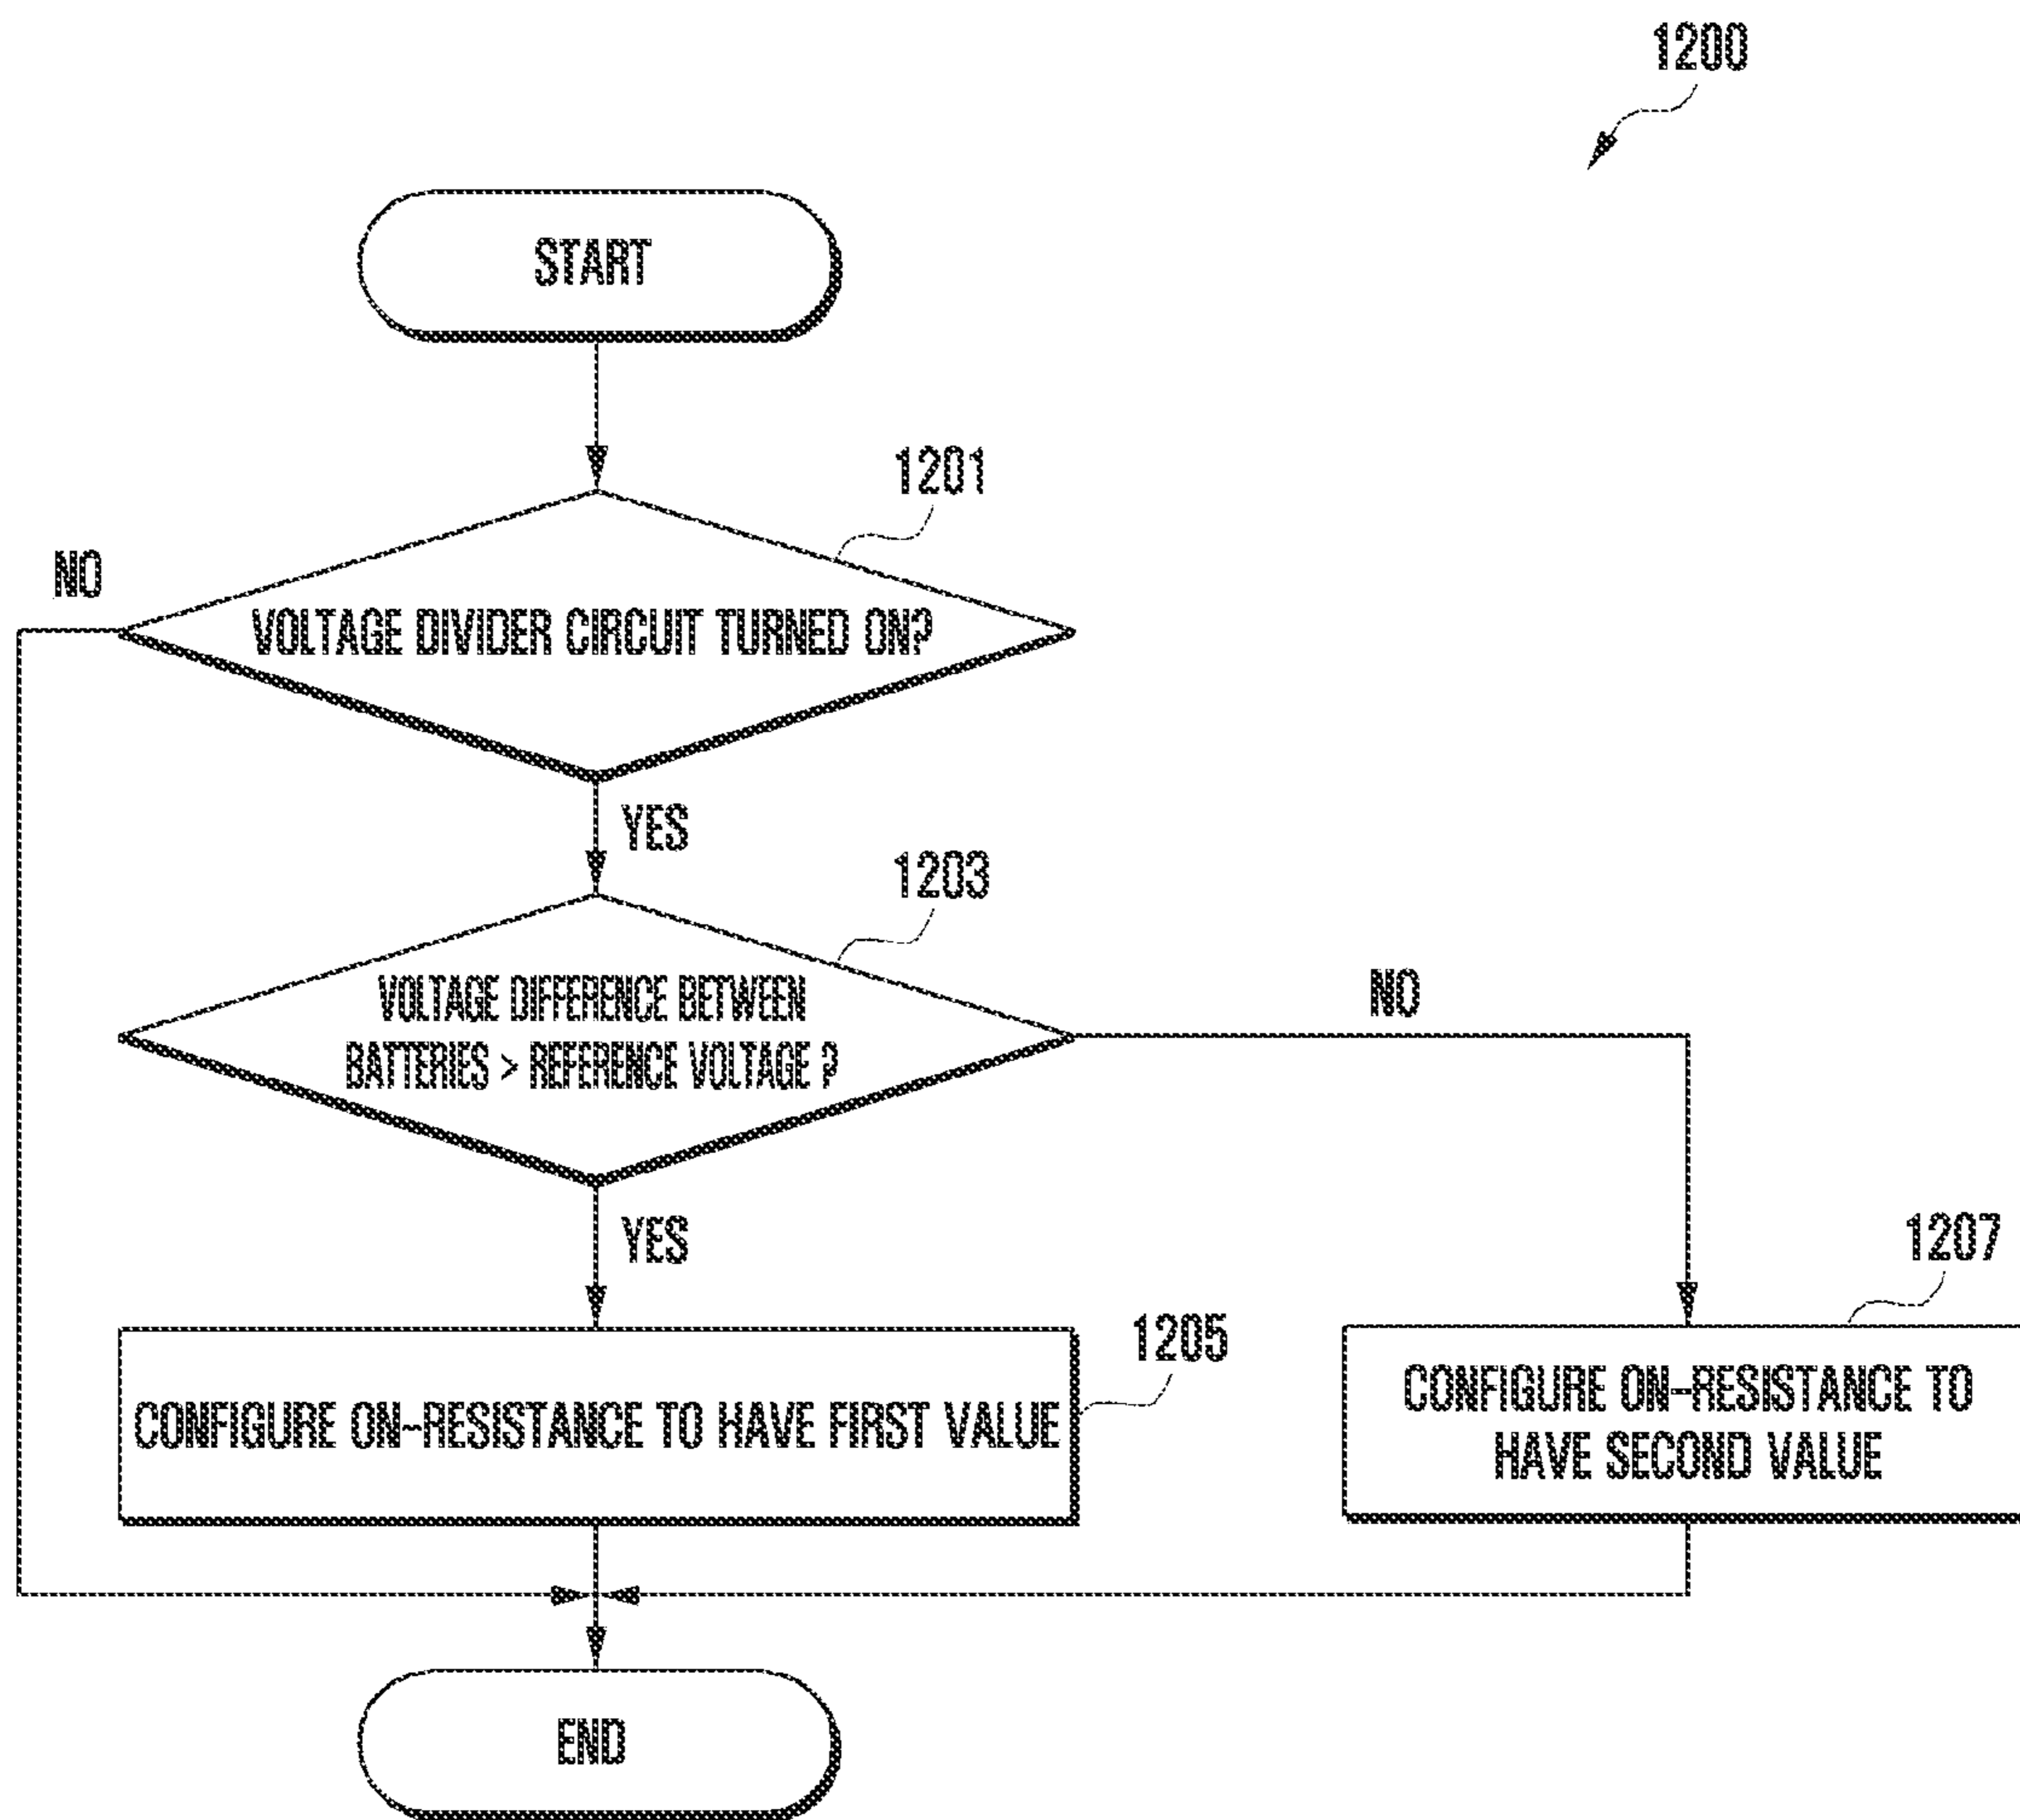 1200
START
1201
NO
VOLTAGE DIVIDER CIRCUIT TURNED ON?
YES
1203
VOLTAGE DIFFERENCE BETWEEN
BATTERIES > REFERENCE VOLTAGE ?
NO
YES
1205
CONFIGURE ON-RESISTANCE TO HAVE FIRST VALUE
1207
CONFIGURE ON-RESISTANCE TO
HAVE SECOND VALUE
END